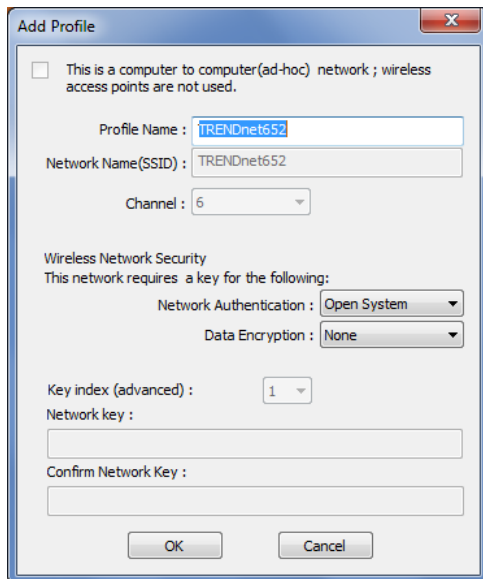 Add Profile
This is a computer to computer(ad-hoc) network ; wireless
access points are not used.
Profile Name : TRENDnet652
Network Name(SSID) : TRENDnet652
Channel : 6
Wireless Network Security
This network requires a key for the following:
Network Authentication : Open System
Data Encryption : None
Key index (advanced) : 1
Network key :
Confirm Network Key :
OK Cancel